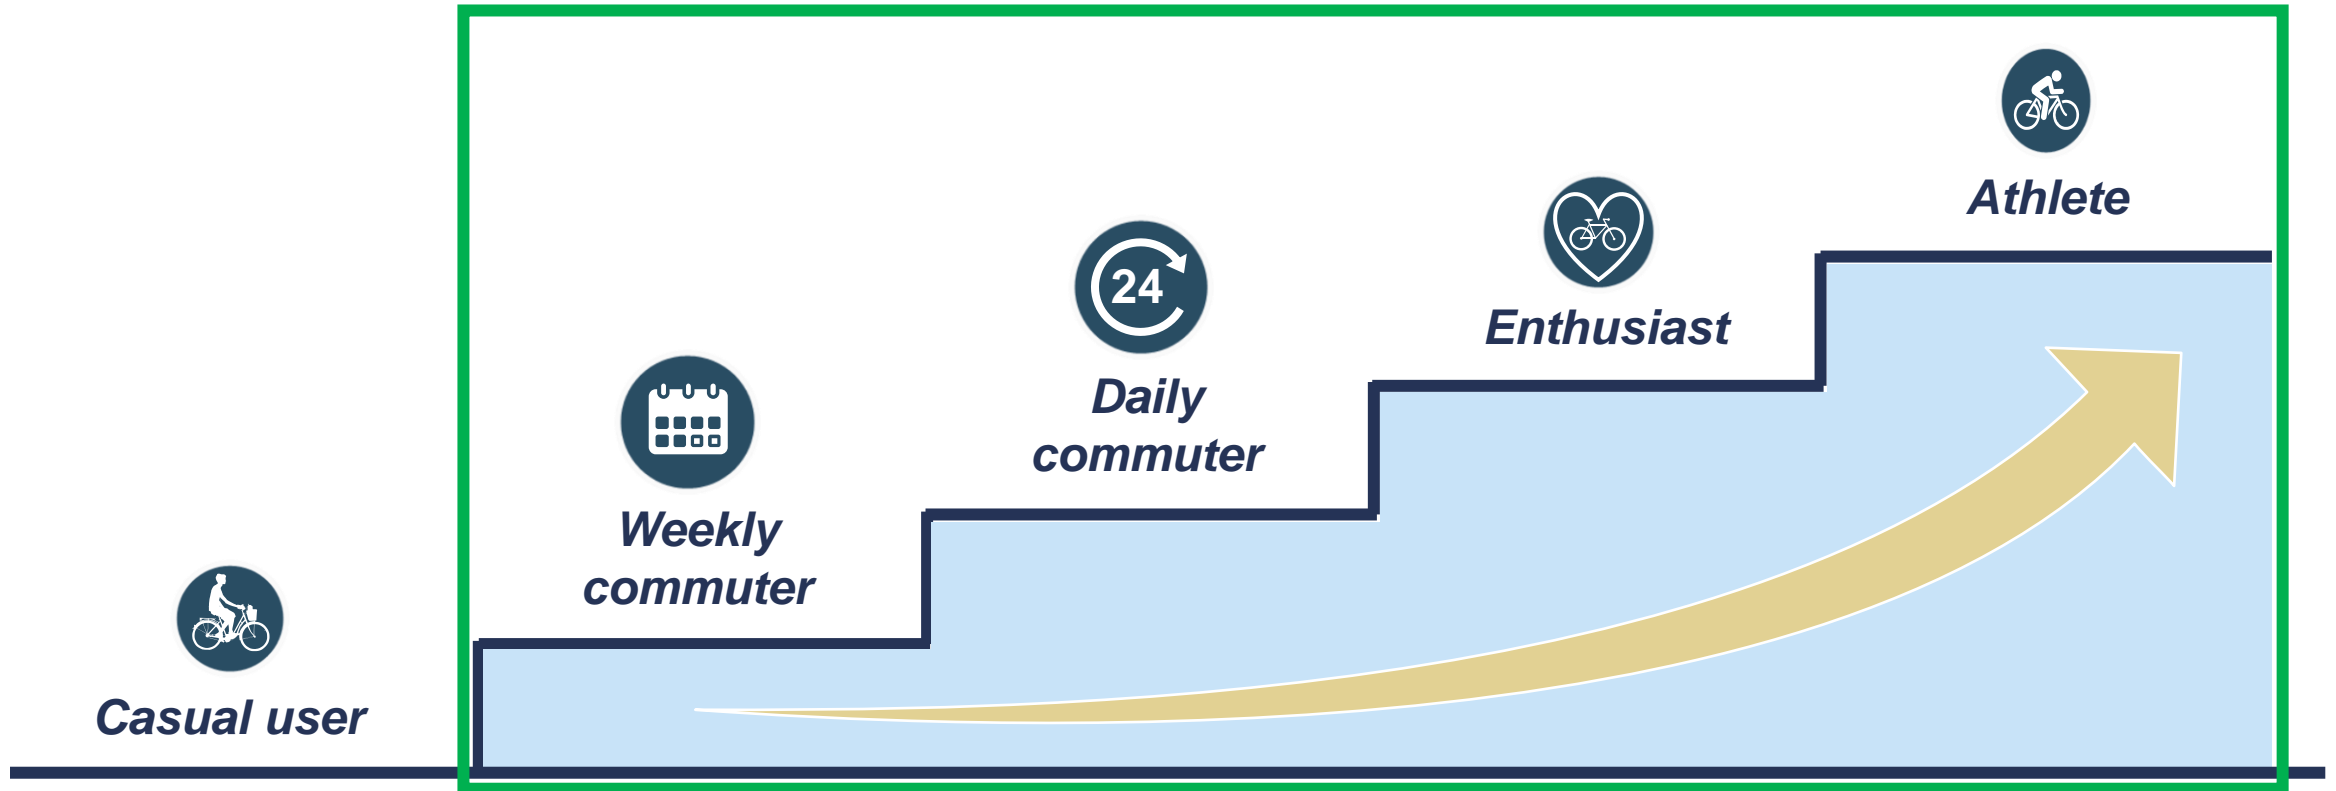 Casual user
Weekly
commuter
24
Daily
commuter
Enthusiast
Athlete